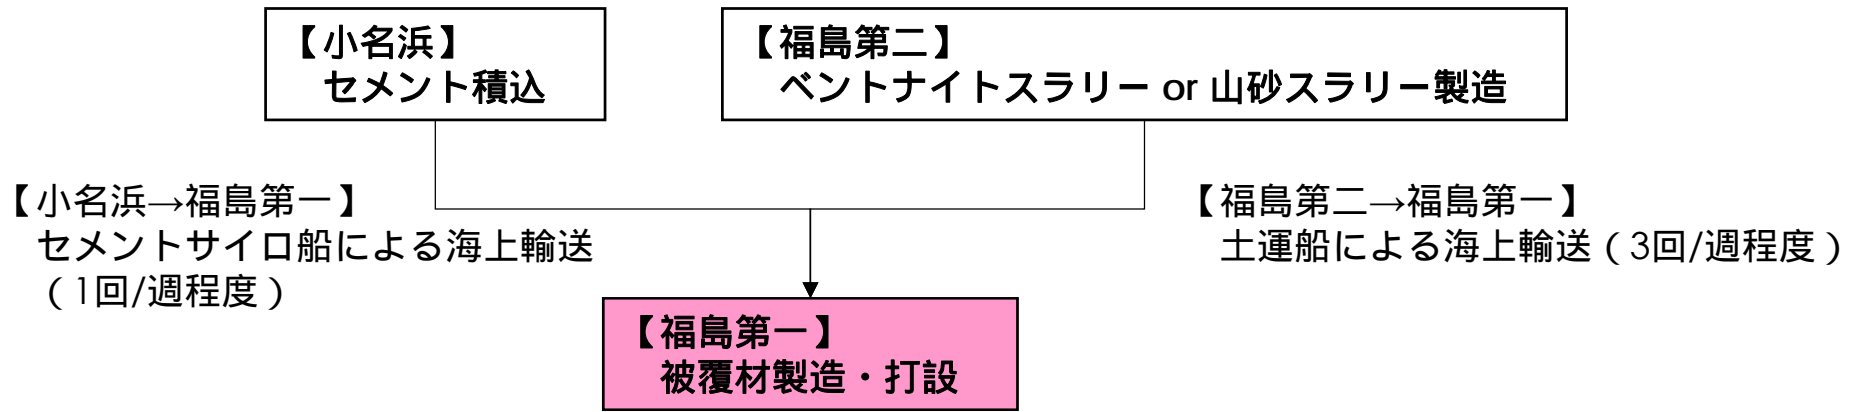 【小名浜】
セメント積込
【福島第二】
ベントナイトスラリー or 山砂スラリー製造
【小名浜→福島第一】
セメントサイロ船による海上輸送
（1回/週程度）
【福島第二→福島第一】
土運船による海上輸送（3回/週程度）
【福島第一】
被覆材製造・打設